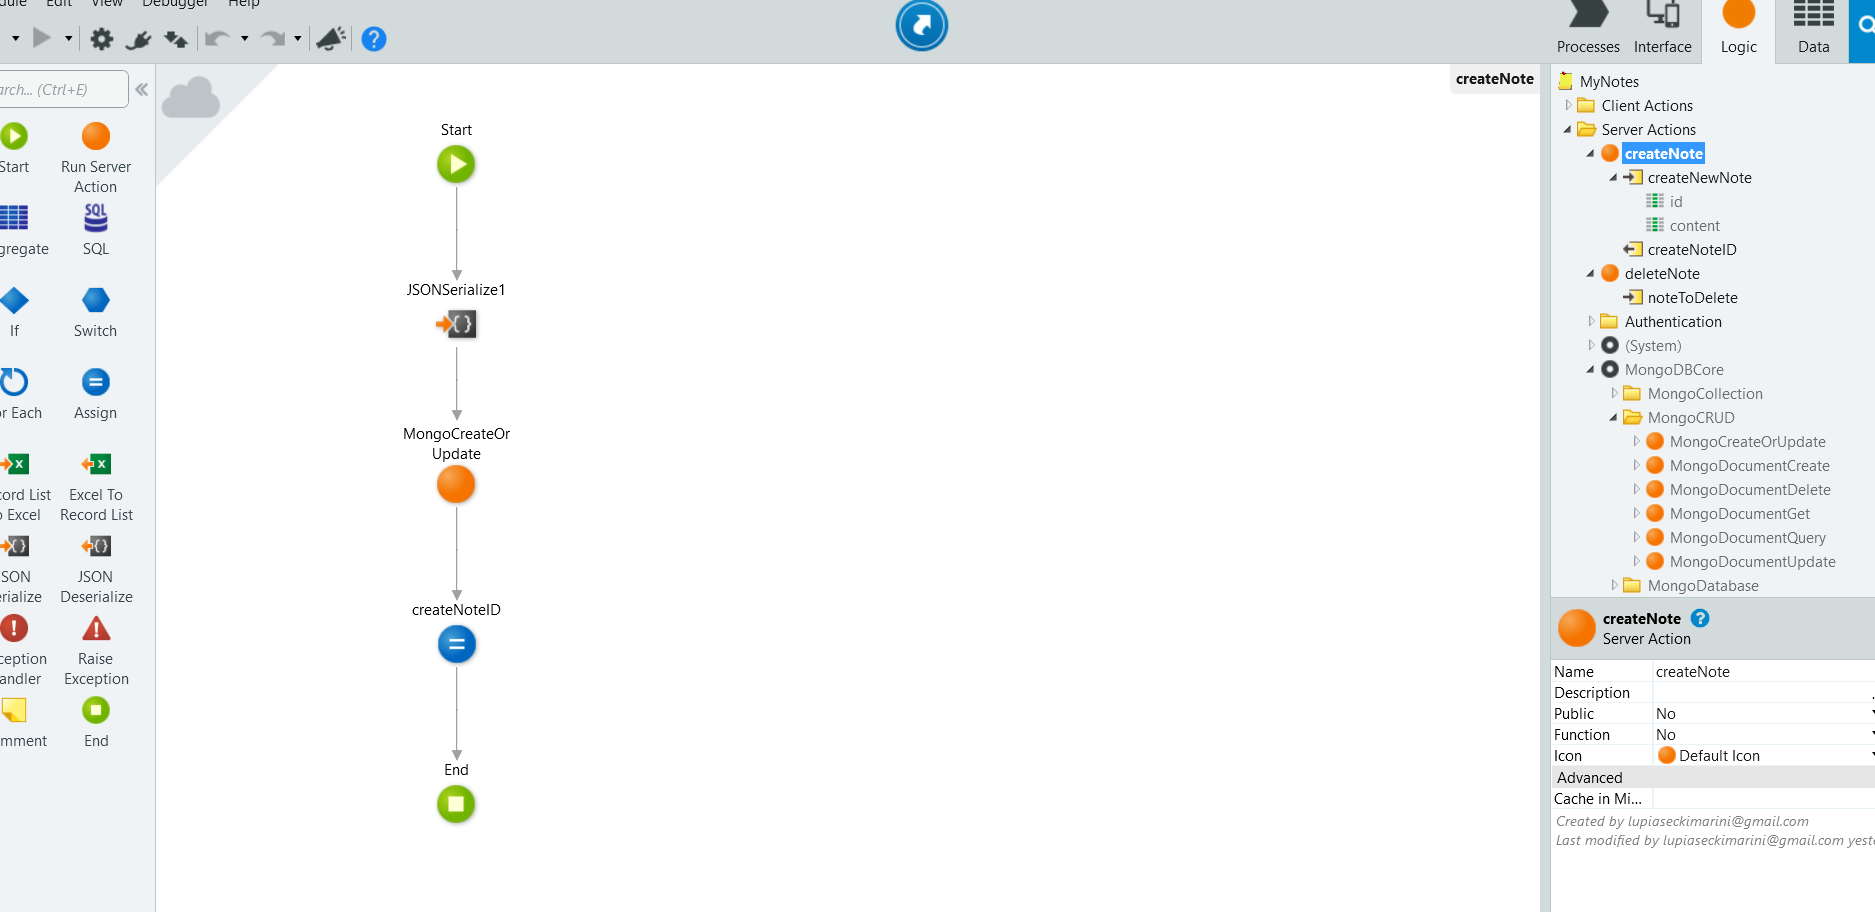 Edit View Debugger Help
Processes Interface Logic Data
(Ctrl+E)
createNote
MyNotes
Client Actions
Server Actions
createNote
createNewNote
id
content
createNoteID
deleteNote
noteToDelete
Authentication
(System)
MongoDBCore
MongoCollection
MongoCRUD
MongoCreateOrUpdate
MongoDocumentCreate
MongoDocumentDelete
MongoDocumentGet
MongoDocumentQuery
MongoDocumentUpdate
MongoDatabase
Start
Run Server
Action
gregate
SQL
SQL
If
Switch
or Each
Assign
cord List
o Excel
Excel To
Record List
SON
erialize
JSON
Deserialize
ception
andler
Raise
Exception
mment
End
Start
JSONSerialize1
MongoCreateOr
Update
createNoteID
End
createNote
Server Action
Name createNote
Description
Public No
Function No
Icon Default Icon
Advanced
Cache in Mi...
Created by lupiaseckimarini@gmail.com
Last modified by lupiaseckimarini@gmail.com yest